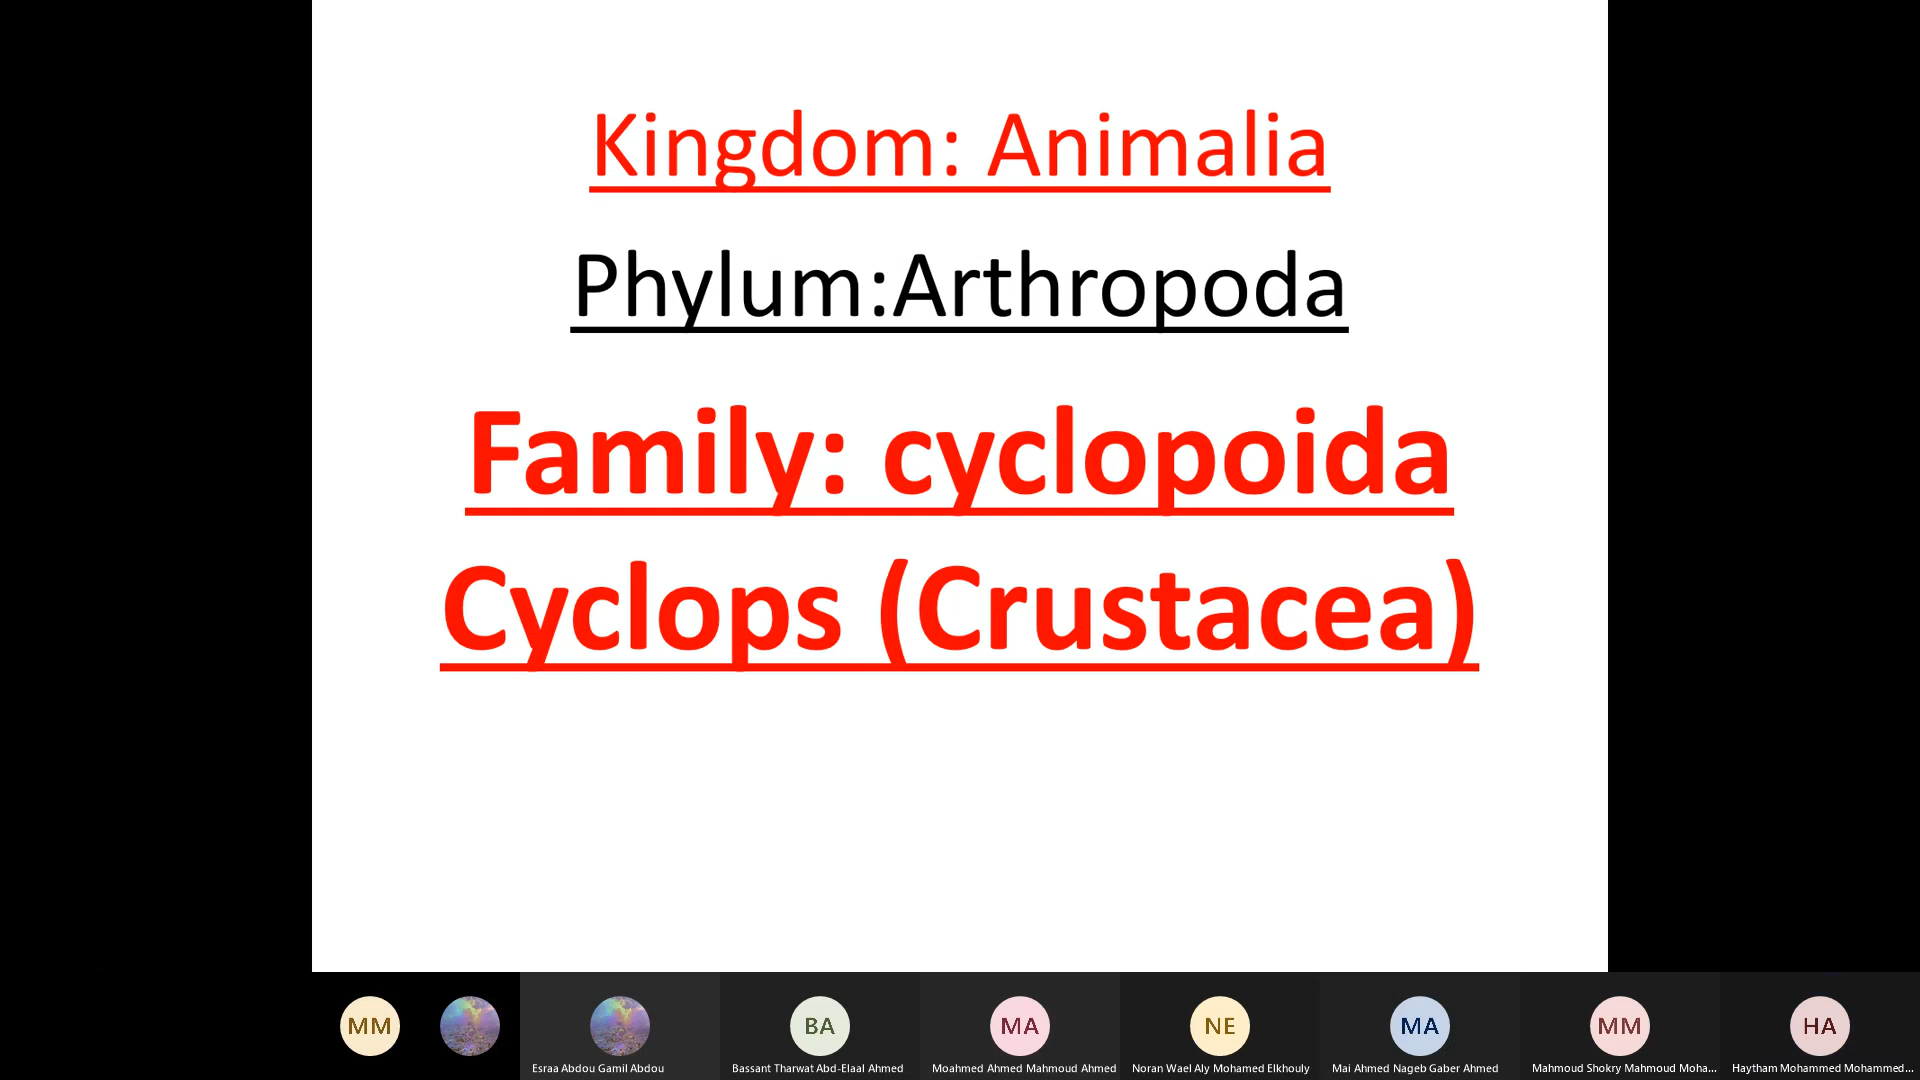 Kingdom: Animalia
Phylum:Arthropoda
Family: cyclopoida
Cyclops (Crustacea)
MM
BA
MA
NE
MA
MM
HA
Esraa Abdou Gamil Abdou
Bassant Tharwat Abd-Elaal Ahmed
Moahmed Ahmed Mahmoud Ahmed
Noran Wael Aly Mohamed Elkhouly
Mai Ahmed Nageb Gaber Ahmed
Mahmoud Shokry Mahmoud Moha...
Haytham Mohammed Mohammed...